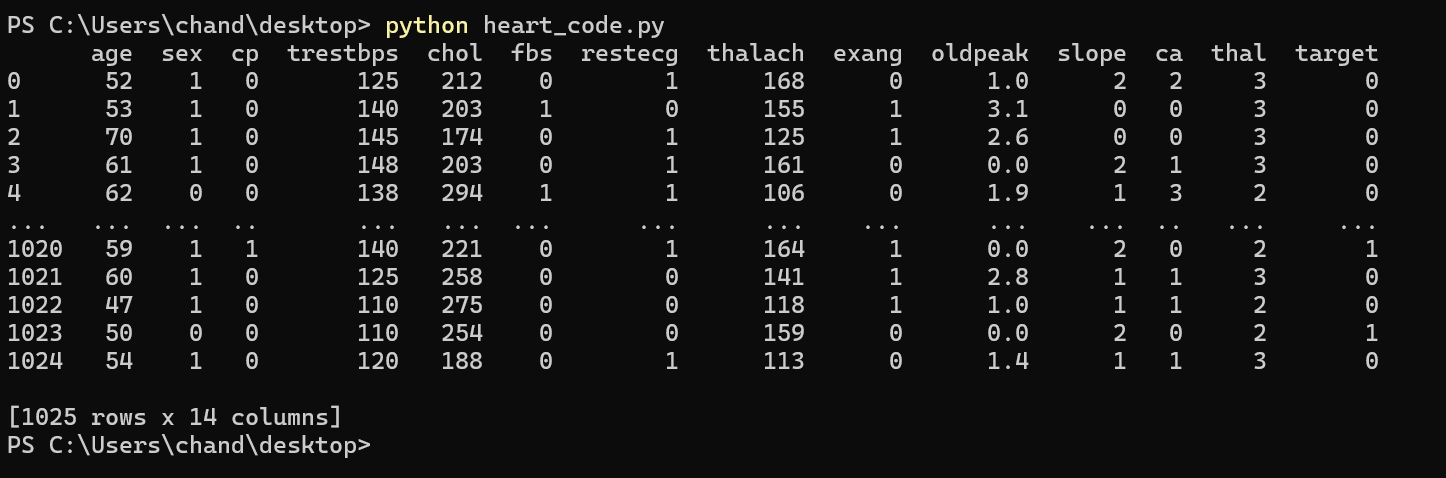 PS C:\Users\chand\desktop> python heart_code.py
      age  sex  cp  trestbps  chol  fbs  restecg  thalach  exang  oldpeak  slope  ca  thal  target
0      52    1   0       125   212    0        1      168      0      1.0      2   2    3       0
1      53    1   0       140   203    1        0      155      1      3.1      0   0    3       0
2      70    1   0       145   174    0        1      125      1      2.6      0   0    3       0
3      61    1   0       148   203    0        1      161      0      0.0      2   1    3       0
4      62    0   0       138   294    1        1      106      0      1.9      1   3    2       0
...   ...  ...  ..       ...   ...  ...      ...      ...    ...      ...    ...  ..  ...     ...
1020   59    1   1       140   221    0        1      164      1      0.0      2   0    2       1
1021   60    1   0       125   258    0        0      141      1      2.8      1   1    3       0
1022   47    1   0       110   275    0        0      118      1      1.0      1   1    2       0
1023   50    0   0       110   254    0        0      159      0      0.0      2   0    2       1
1024   54    1   0       120   188    0        1      113      0      1.4      1   1    3       0
[1025 rows x 14 columns]
PS C:\Users\chand\desktop>